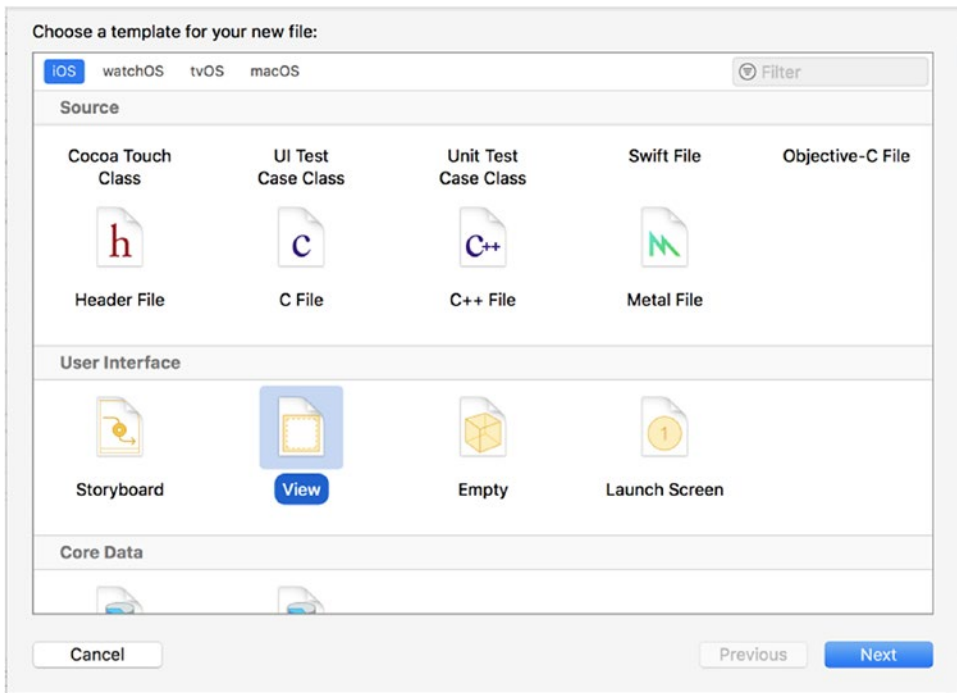 Choose a template for your new file:
iOS watchOS tvOS macOS Filter
Source
Cocoa Touch UI Test Unit Test Swift File Objective-C File
Class Case Class Case Class
h C C++
Header File C File C++ File Metal File
User Interface
1
Storyboard View Empty Launch Screen
Core Data
Cancel Previous Next